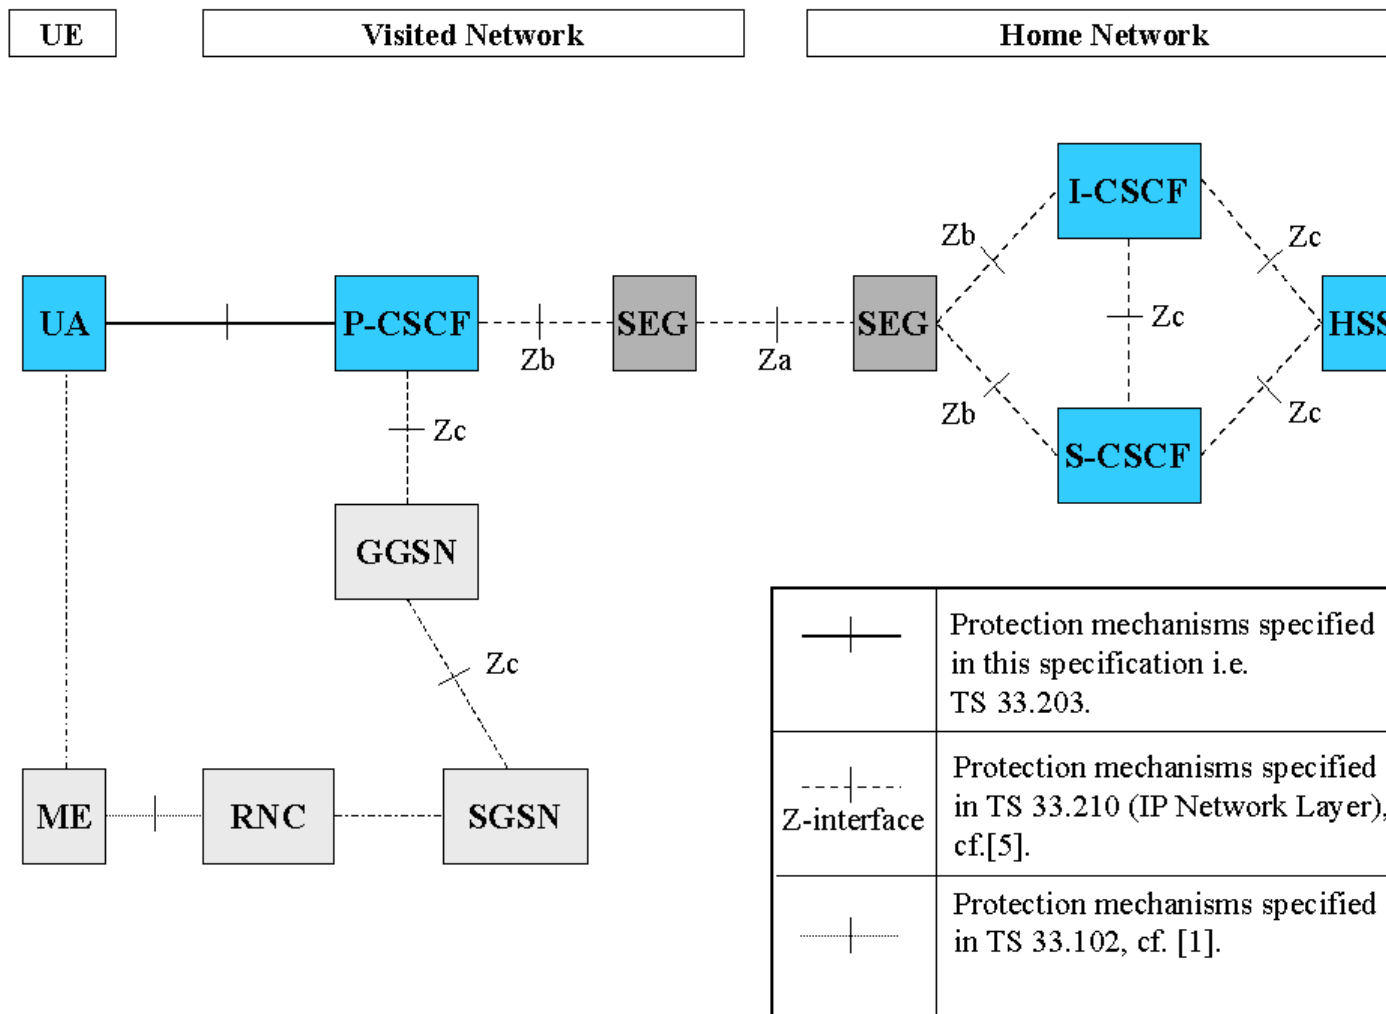 UE
Visited Network
Home Network
I-CSCF
Zb
Zc
UA
P-CSCF
SEG
SEG
Zc
HSS
Zb
Za
Zb
Zc
Zc
S-CSCF
GGSN
Zc
ME
RNC
SGSN
Protection mechanisms specified
in this specification i.e.
TS 33.203.
Z-interface
Protection mechanisms specified
in TS 33.210 (IP Network Layer),
cf.[5].
Protection mechanisms specified
in TS 33.102, cf. [1].